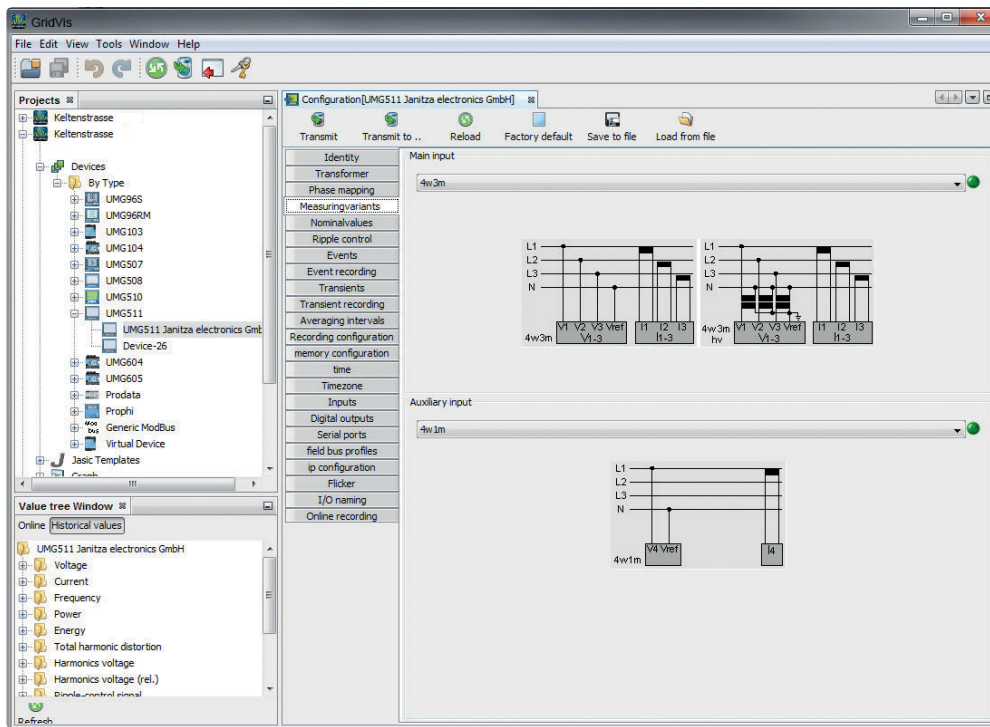 GridVis
File Edit View Tools Window Help
Projects
Keltenstrasse
Keltenstrasse
Devices
By Type
UMG96S
UMG96RM
UMG103
UMG104
UMG507
UMG508
UMG510
UMG511
UMG511 Janitza electronics Gmb
Device-26
UMG604
UMG605
Prodata
Prophi
Mod bus Generic ModBus
Virtual Device
Jasic Templates
Graph
Value tree Window
Online Historical values
UMG511 Janitza electronics GmbH
Voltage
Current
Frequency
Power
Energy
Total harmonic distortion
Harmonics voltage
Harmonics voltage (rel.)
Ripple-control signal
Refresh
Configuration[UMG511 Janitza electronics GmbH]
Transmit Transmit to .. Reload Factory default Save to file Load from file
Identity
Transformer
Phase mapping
Measuringvariants
Nominalvalues
Ripple control
Events
Event recording
Transients
Transient recording
Averaging intervals
Recording configuration
memory configuration
time
Timezone
Inputs
Digital outputs
Serial ports
field bus profiles
ip configuration
Flicker
I/O naming
Online recording
Main input
4w3m
L1
L2
L3
N
V1 V2 V3 Vref I1 I2 I3
4w3m V1-3 I1-3
L1
L2
L3
N
V1 V2 V3 Vref I1 I2 I3
4w3m hv V1-3 I1-3
Auxiliary input
4w1m
L1
L2
L3
N
V4 Vref I4
4w1m